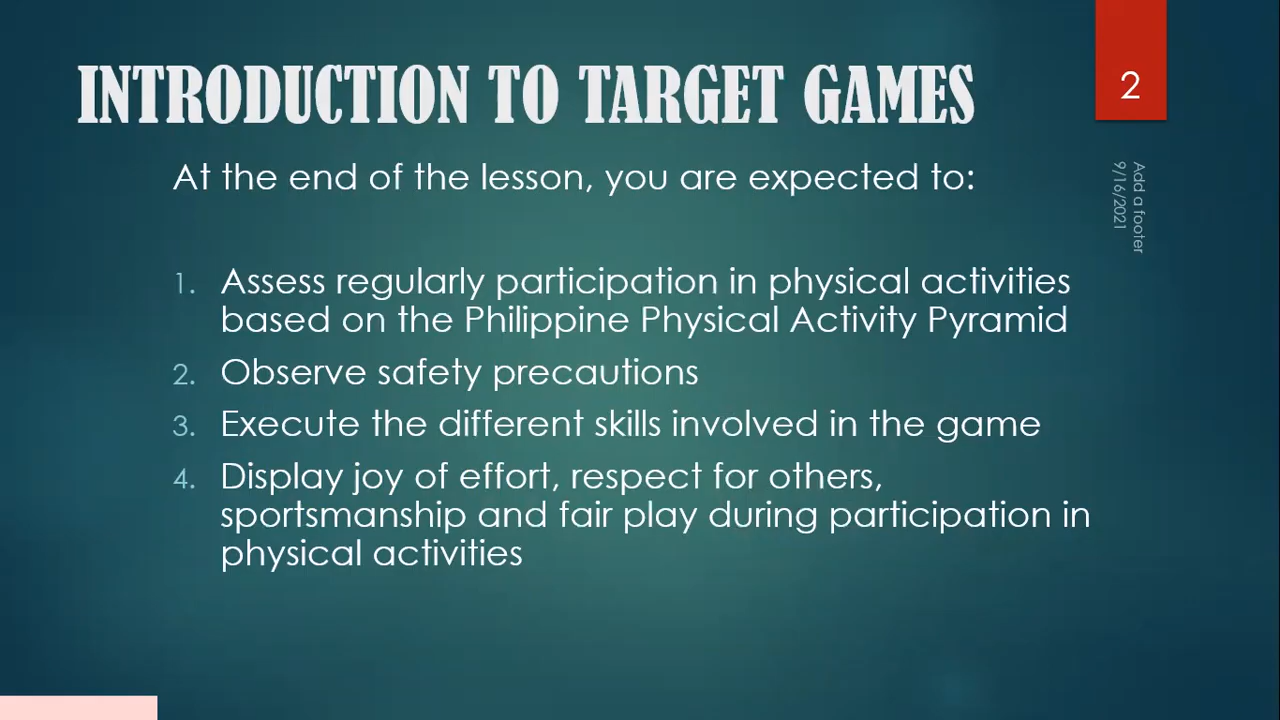 INTRODUCTION TO TARGET GAMES
2
At the end of the lesson, you are expected to:
Add a footer
9/16/2021
1. Assess regularly participation in physical activities
based on the Philippine Physical Activity Pyramid
2. Observe safety precautions
3. Execute the different skills involved in the game
4. Display joy of effort, respect for others,
sportsmanship and fair play during participation in
physical activities